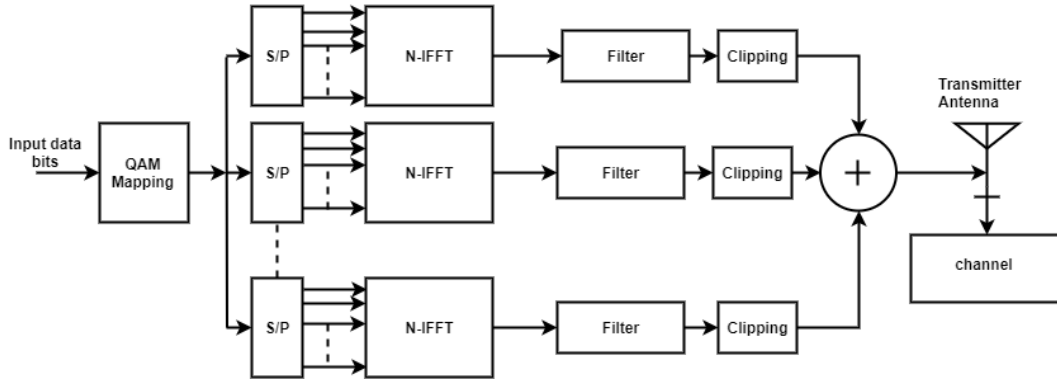 Input data
bits
QAM
Mapping
S/P
N-IFFT
Filter
Clipping
S/P
N-IFFT
Filter
Clipping
S/P
N-IFFT
Filter
Clipping
+
Transmitter
Antenna
channel